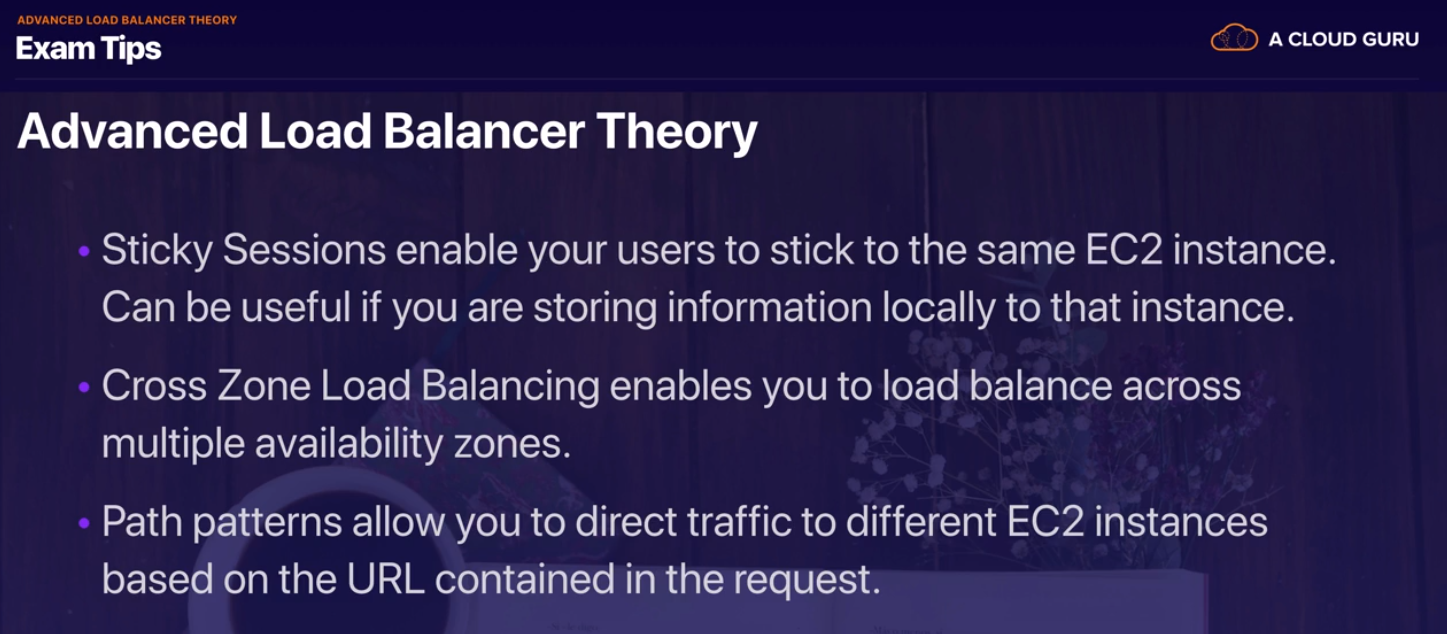 ADVANCED LOAD BALANCER THEORY
Exam Tips
A CLOUD GURU
Advanced Load Balancer Theory
• Sticky Sessions enable your users to stick to the same EC2 instance.
Can be useful if you are storing information locally to that instance.
• Cross Zone Load Balancing enables you to load balance across
multiple availability zones.
• Path patterns allow you to direct traffic to different EC2 instances
based on the URL contained in the request.